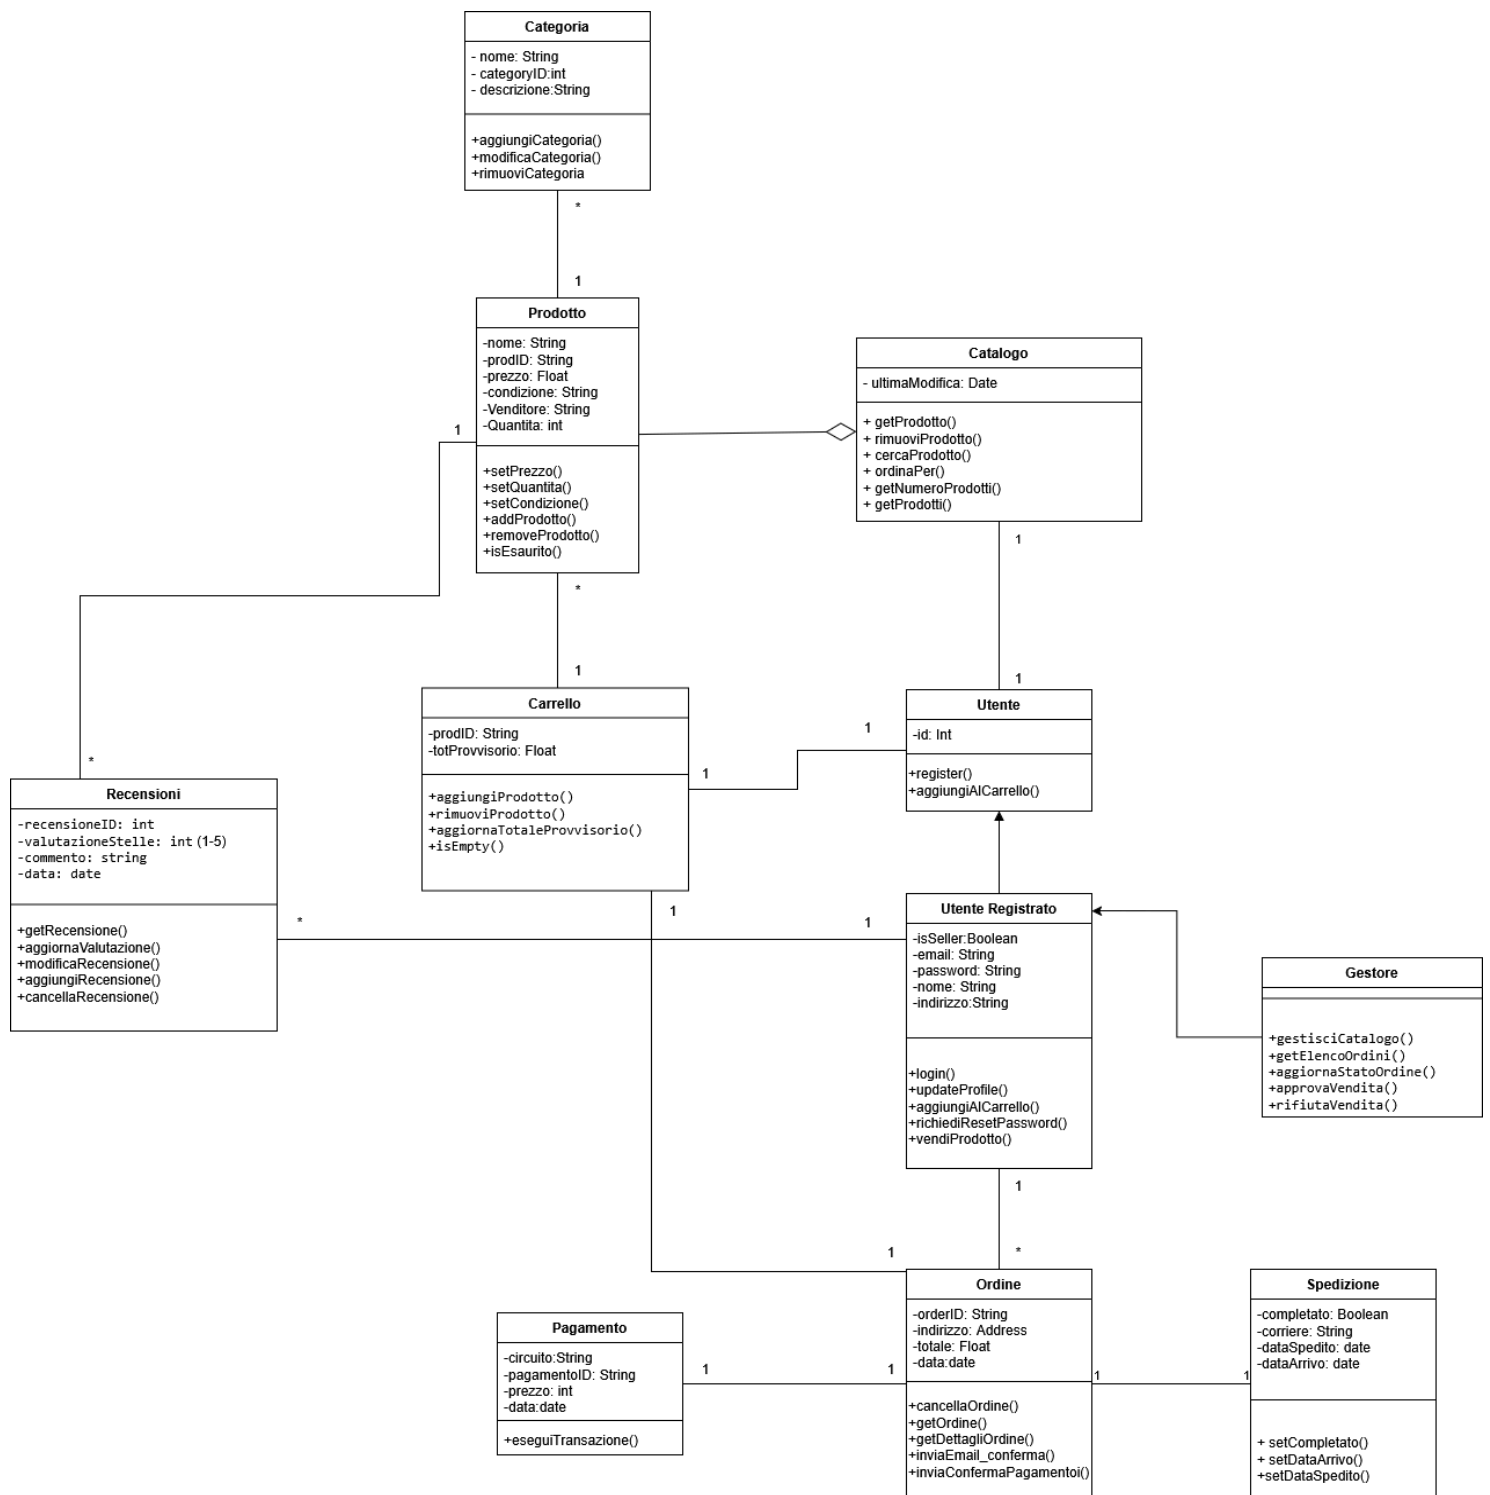 Categoria
- nome: String
- categoryID:int
- descrizione:String
+aggiungiCategoria()
+modificaCategoria()
+rimuoviCategoria
*
1
Prodotto
-nome: String
-prodID: String
-prezzo: Float
-condizione: String
-Venditore: String
-Quantita: int
+setPrezzo()
+setQuantita()
+setCondizione()
+addProdotto()
+removeProdotto()
+isEsaurito()
1
*
1
Catalogo
- ultimaModifica: Date
+ getProdotto()
+ rimuoviProdotto()
+ cercaProdotto()
+ ordinaPer()
+ getNumeroProdotti()
+ getProdotti()
1
1
Carrello
-prodID: String
-totProvvisorio: Float
+aggiungiProdotto()
+rimuoviProdotto()
+aggiornaTotaleProvvisorio()
+isEmpty()
1
1
Utente
-id: Int
+register()
+aggiungiAlCarrello()
*
Recensioni
-recensioneID: int
-valutazioneStelle: int (1-5)
-commento: string
-data: date
+getRecensione()
+aggiornaValutazione()
+modificaRecensione()
+aggiungiRecensione()
+cancellaRecensione()
*
1
1
Utente Registrato
-isSeller:Boolean
-email: String
-password: String
-nome: String
-indirizzo:String
+login()
+updateProfile()
+aggiungiAlCarrello()
+richiediResetPassword()
+vendiProdotto()
Gestore
+gestisciCatalogo()
+getElencoOrdini()
+aggiornaStatoOrdine()
+approvaVendita()
+rifiutaVendita()
1
*
1
Ordine
-orderID: String
-indirizzo: Address
-totale: Float
-data:date
+cancellaOrdine()
+getOrdine()
+getDettagliOrdine()
+inviaEmail_conferma()
+inviaConfermaPagamentoi()
Pagamento
-circuito:String
-pagamentoID: String
-prezzo: int
-data:date
+eseguiTransazione()
1
1
1
1
Spedizione
-completato: Boolean
-corriere: String
-dataSpedito: date
-dataArrivo: date
+ setCompletato()
+ setDataArrivo()
+setDataSpedito()